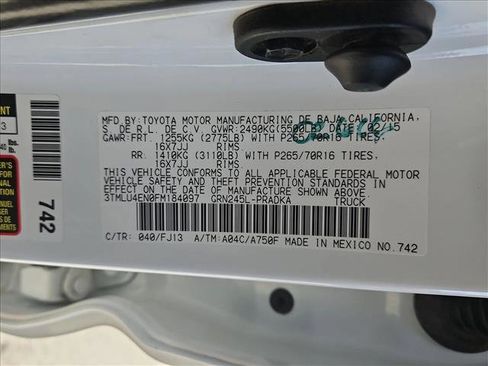 MFD.BY:TOYOTA MOTOR MANUFACTURING DE BAJA CALIFORNIA,
S. DE R.L. DE C.V. GVWR:2490KG(5500LB) DATE: 02/15
GAWR:FRT. 1255KG (2775LB) WITH P265/70R16 TIRES,
16X7JJ RIMS
RR. 1410KG (3110LB) WITH P265/70R16 TIRES,
16X7JJ RIMS
THIS VEHICLE CONFORMS TO ALL APPLICABLE FEDERAL MOTOR
VEHICLE SAFETY STANDARDS IN EFFECT ON THE DATE OF
MANUFACTURE SHOWN ABOVE.
3TMLU4EN0FM184097 GRN245L-PRADKA TRUCK
C/TR: 040/FJ13 A/TM:A04C/A750F MADE IN MEXICO NO.742
742
3
lbs.